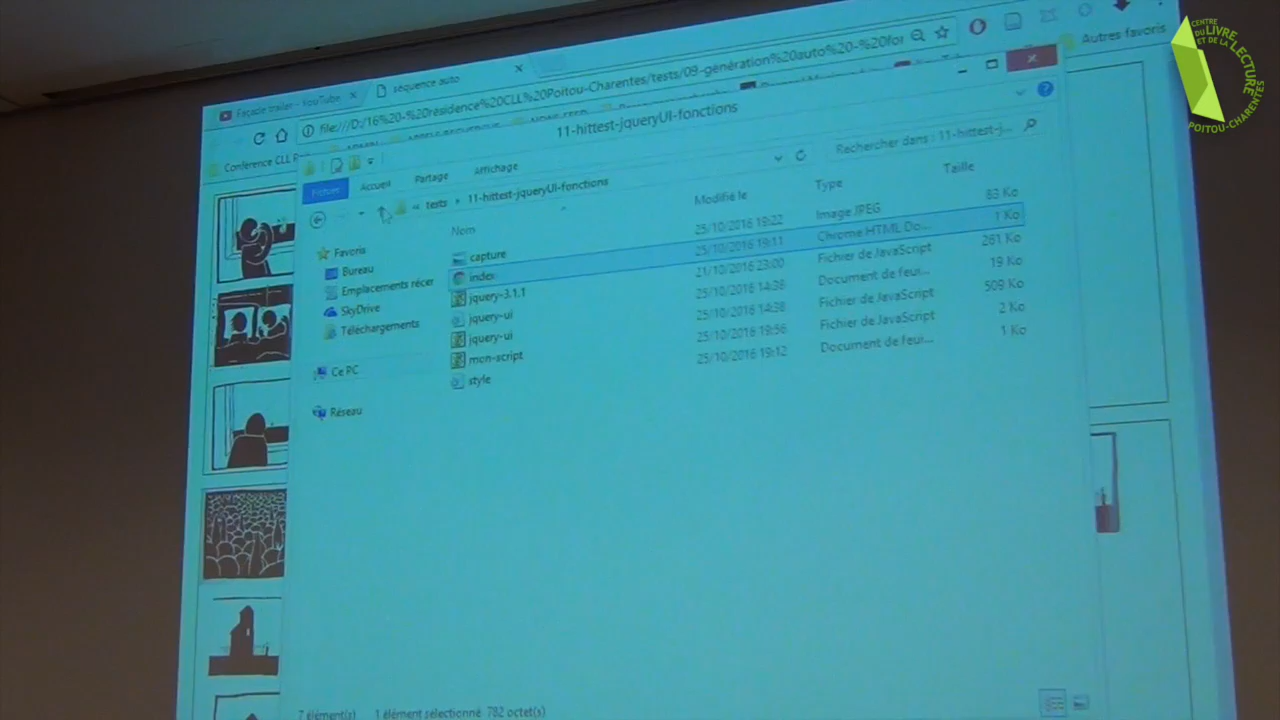 CENTRE
DU LIVRE
ET DE LA
LECTURE
POITOU-CHARENTES
Façade trailer - YouTube
séquence auto
file:///D:/16%20-%20residence%20CLL%20Poitou-Charentes/tests/09-génération%20auto%20-%20for
Conférence CLL
Autres favoris
11-hittest-jqueryUI-fonctions
Fichier
Accueil
Partage
Affichage
« tests › 11-hittest-jqueryUI-fonctions
Rechercher dans : 11-hittest-j...
Nom
Modifié le
Type
Taille
Favoris
Bureau
Emplacements récer
SkyDrive
Téléchargements
Ce PC
Réseau
capture 25/10/2016 19:22 Image JPEG 83 Ko
index 25/10/2016 19:11 Chrome HTML Do... 1 Ko
jquery-3.1.1 21/10/2016 23:00 Fichier de JavaScript 261 Ko
jquery-ui 25/10/2016 14:38 Document de feui... 19 Ko
jquery-ui 25/10/2016 14:38 Fichier de JavaScript 509 Ko
mon-script 25/10/2016 19:56 Fichier de JavaScript 2 Ko
style 25/10/2016 19:12 Document de feui... 1 Ko
7 élément(s) 1 élément sélectionné 782 octet(s)